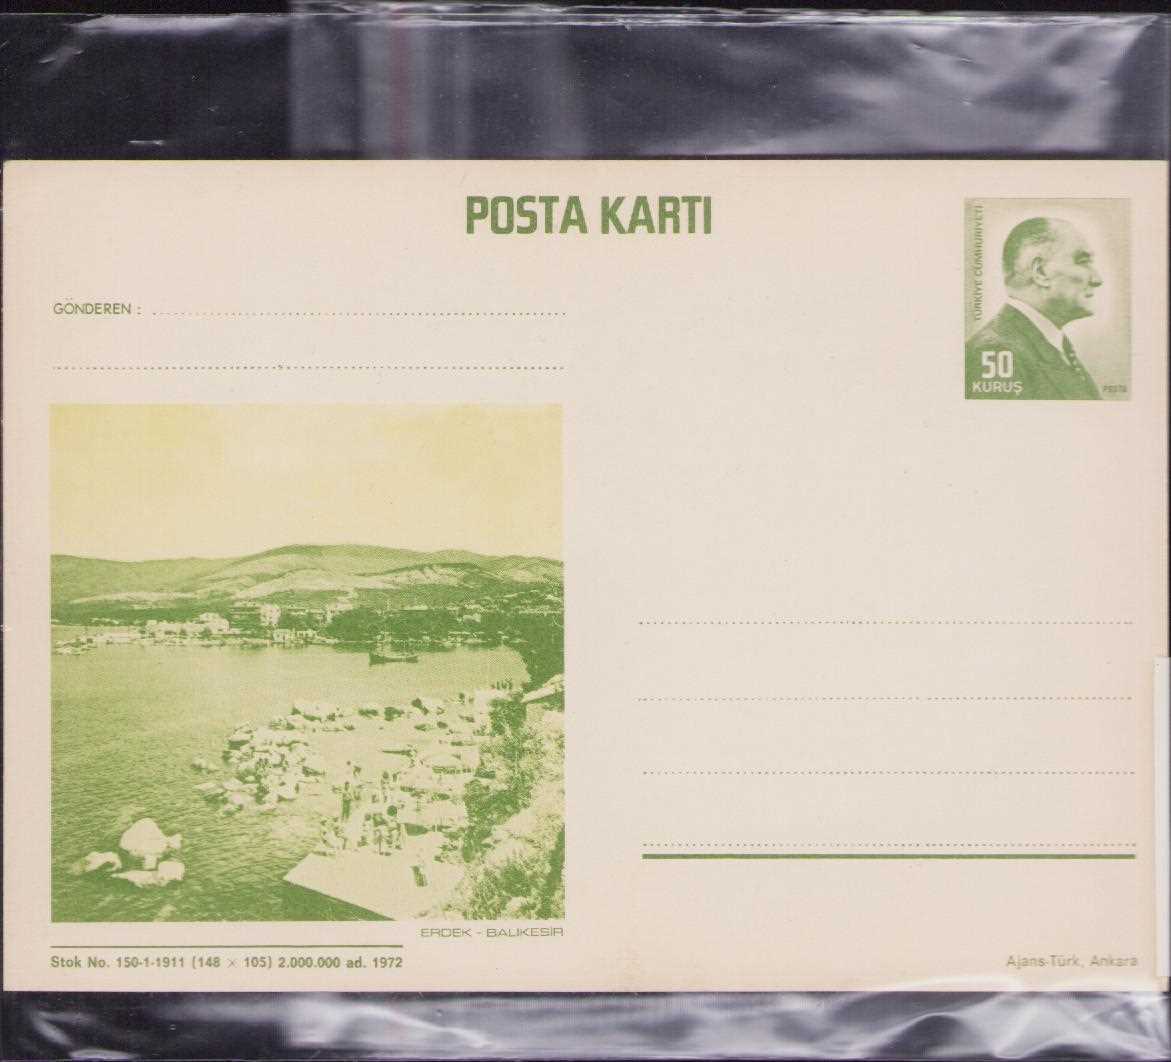 POSTA KARTI
TÜRKİYE CUMHURİYETİ
50
KURUŞ
POSTA
GÖNDEREN :
ERDEK - BALIKESİR
Stok No. 150-1-1911 (148 × 105) 2.000.000 ad. 1972
Ajans-Türk, Ankara